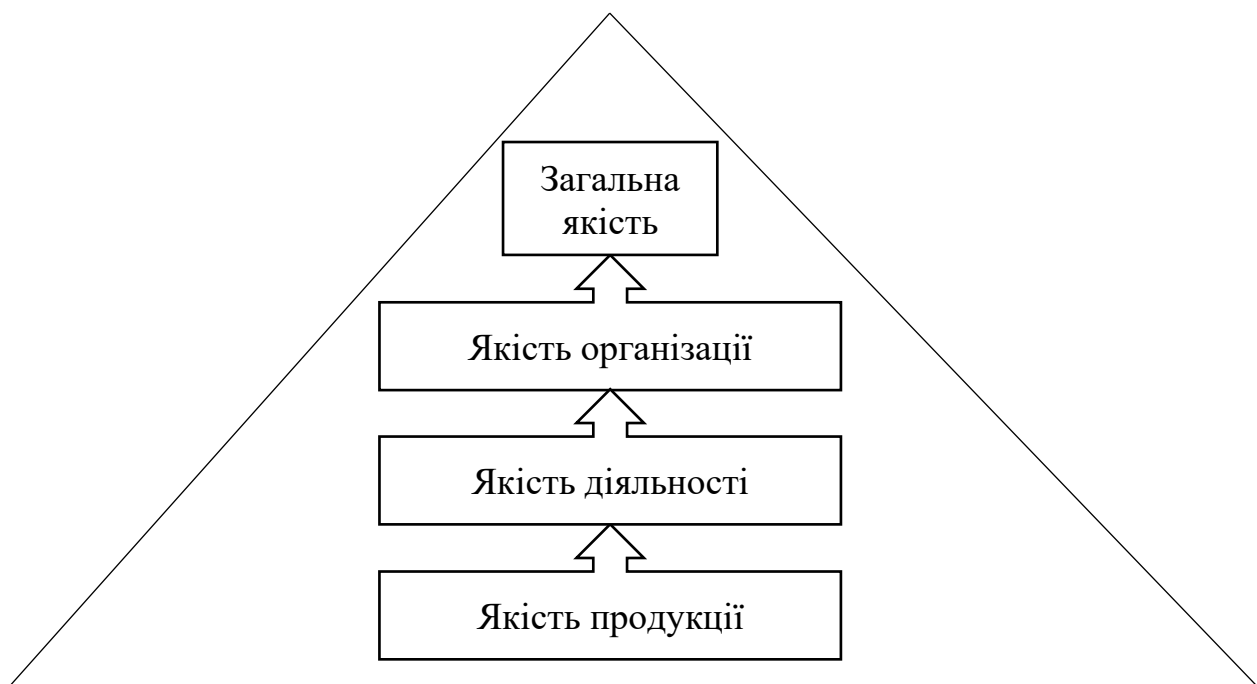 Загальна
якість
Якість організації
Якість діяльності
Якість продукції